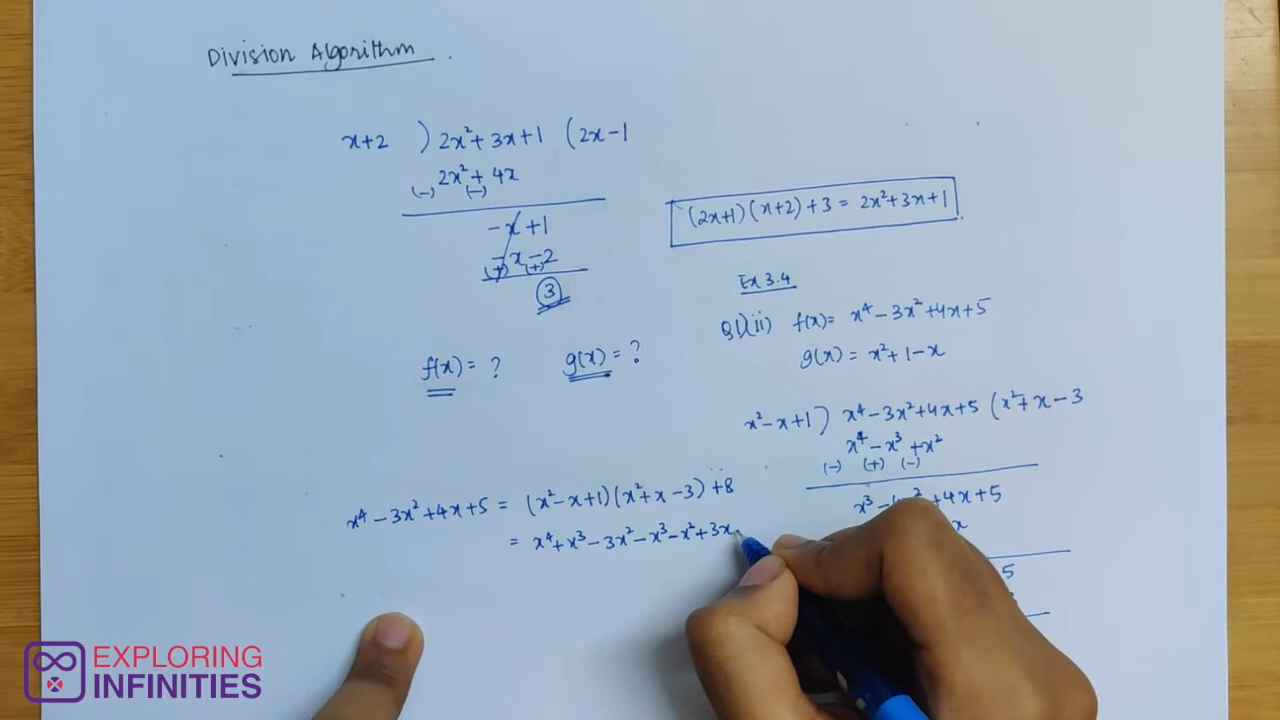 Division Algorithm .
x+2 ) 2x²+ 3x+1 ( 2x-1
2x²+ 4x
(-) (-)
-x +1
-x -2
(+) (+)
3
(2x+1)(x+2)+3 = 2x²+3x+1 .
Ex 3.4
f(x)= x⁴-3x²+4x+5
g(x) = x²+1-x
f(x) = ? g(x) = ?
x²-x+1 ) x⁴-3x²+4x+5 ( x²+x-3
x⁴-x³+x²
(-) (+) (-)
x³ +4x+5
x
5
x⁴-3x²+4x+5 = (x²-x+1)(x²+x-3)+8
= x⁴+x³-3x²-x³-x²+3x
EXPLORING
INFINITIES